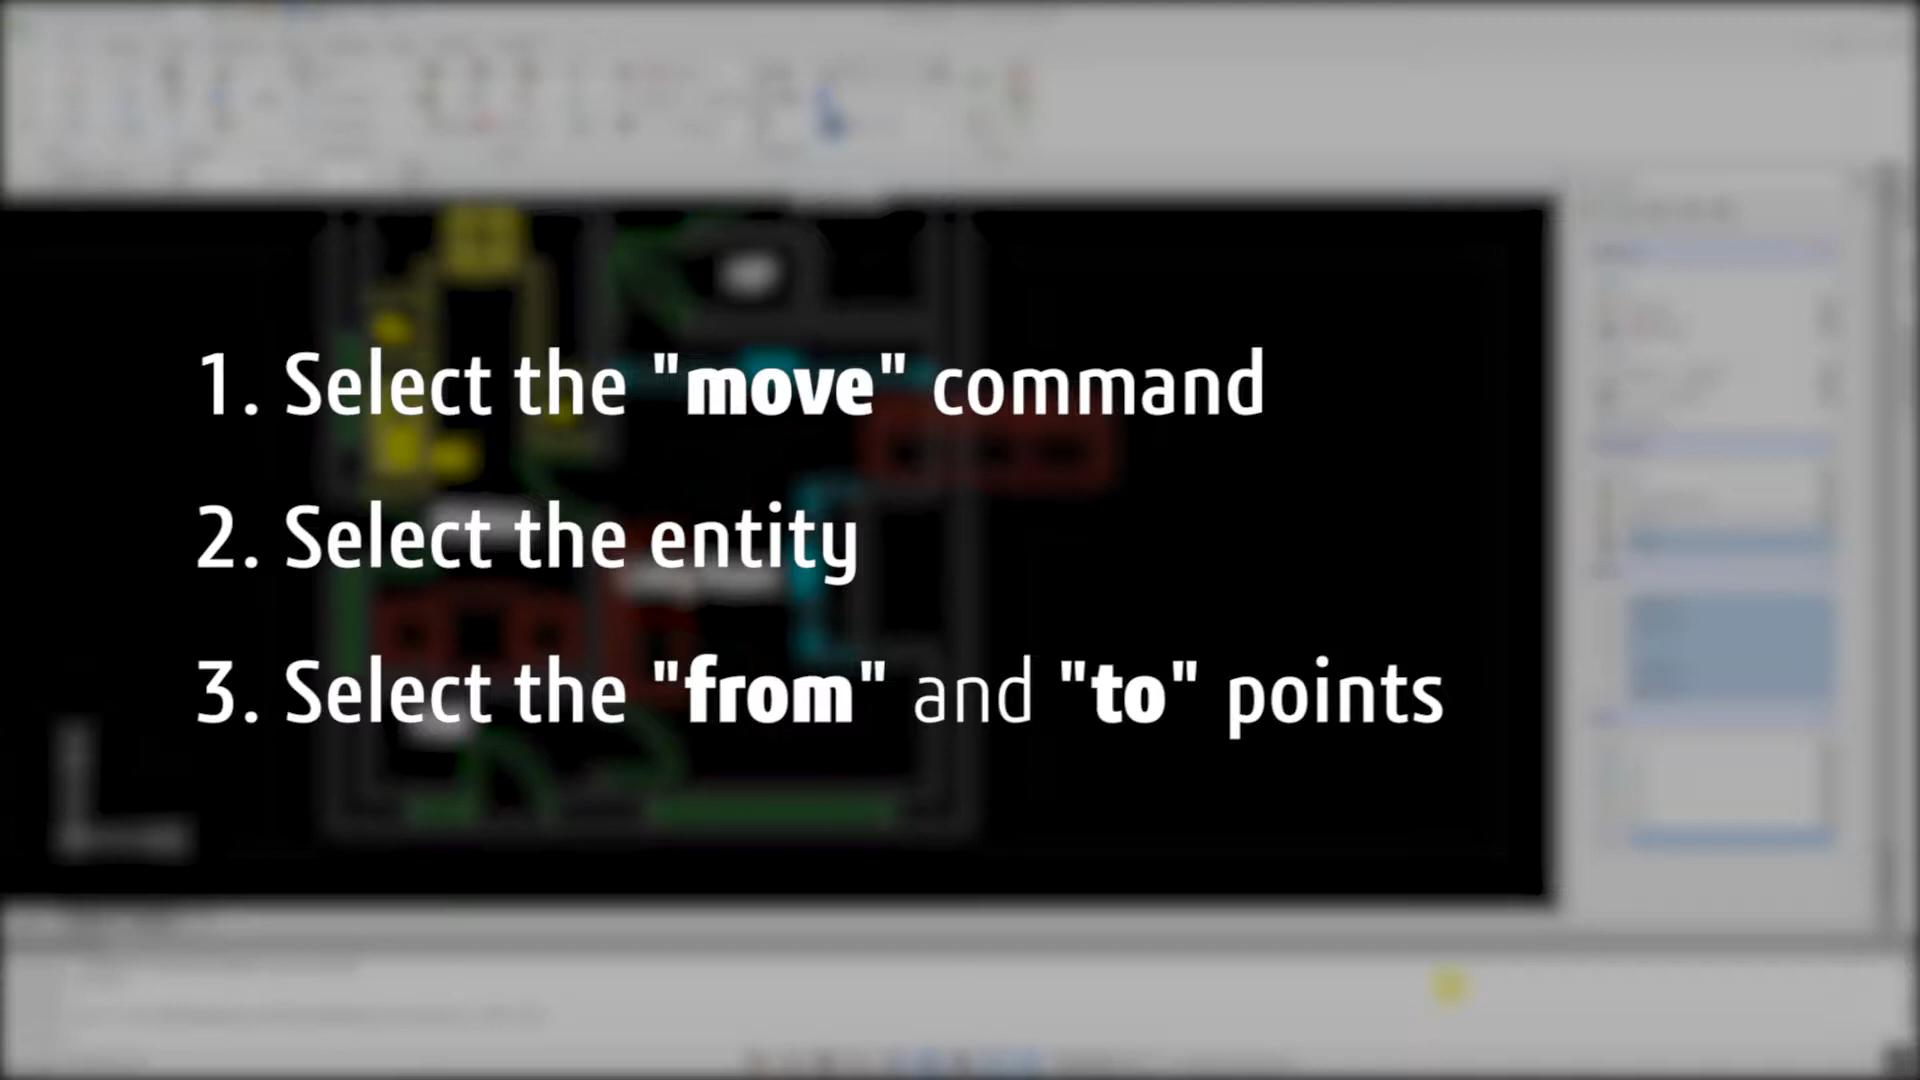 1. Select the "move" command
2. Select the entity
3. Select the "from" and "to" points